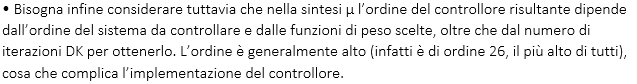 • Bisogna infine considerare tuttavia che nella sintesi μ l'ordine del controllore risultante dipende
dall'ordine del sistema da controllare e dalle funzioni di peso scelte, oltre che dal numero di
iterazioni DK per ottenerlo. L'ordine è generalmente alto (infatti è di ordine 26, il più alto di tutti),
cosa che complica l'implementazione del controllore.